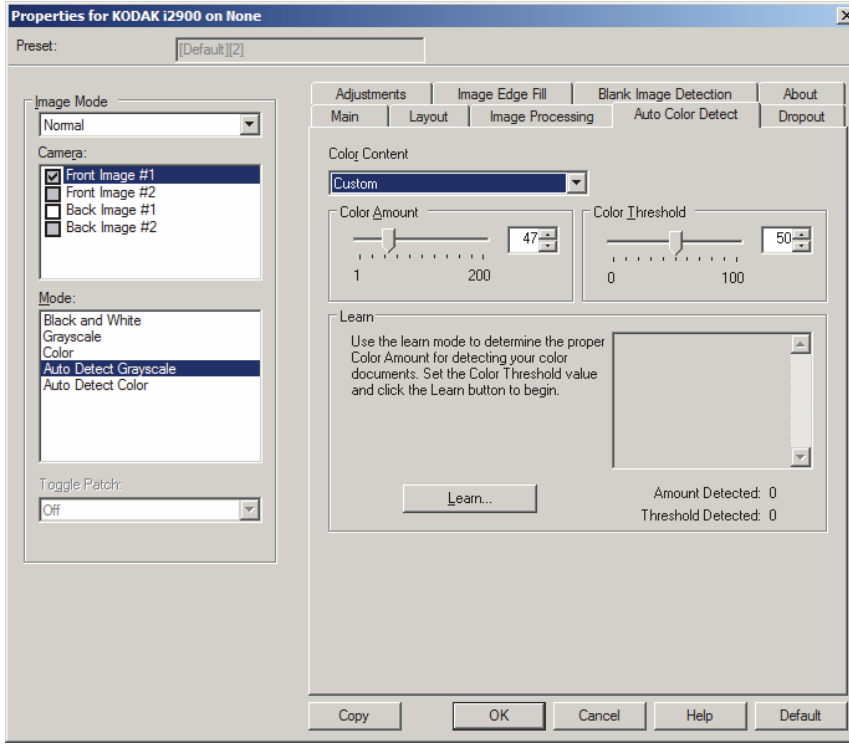 Properties for KODAK i2900 on None
Preset:
[Default][2]
Image Mode
Normal
Camera:
Front Image #1
Front Image #2
Back Image #1
Back Image #2
Mode:
Black and White
Grayscale
Color
Auto Detect Grayscale
Auto Detect Color
Toggle Patch:
Off
Adjustments Image Edge Fill Blank Image Detection About
Main Layout Image Processing Auto Color Detect Dropout
Color Content
Custom
Color Amount
47
1 200
Color Threshold
50
0 100
Learn
Use the learn mode to determine the proper
Color Amount for detecting your color
documents. Set the Color Threshold value
and click the Learn button to begin.
Learn...
Amount Detected: 0
Threshold Detected: 0
Copy OK Cancel Help Default